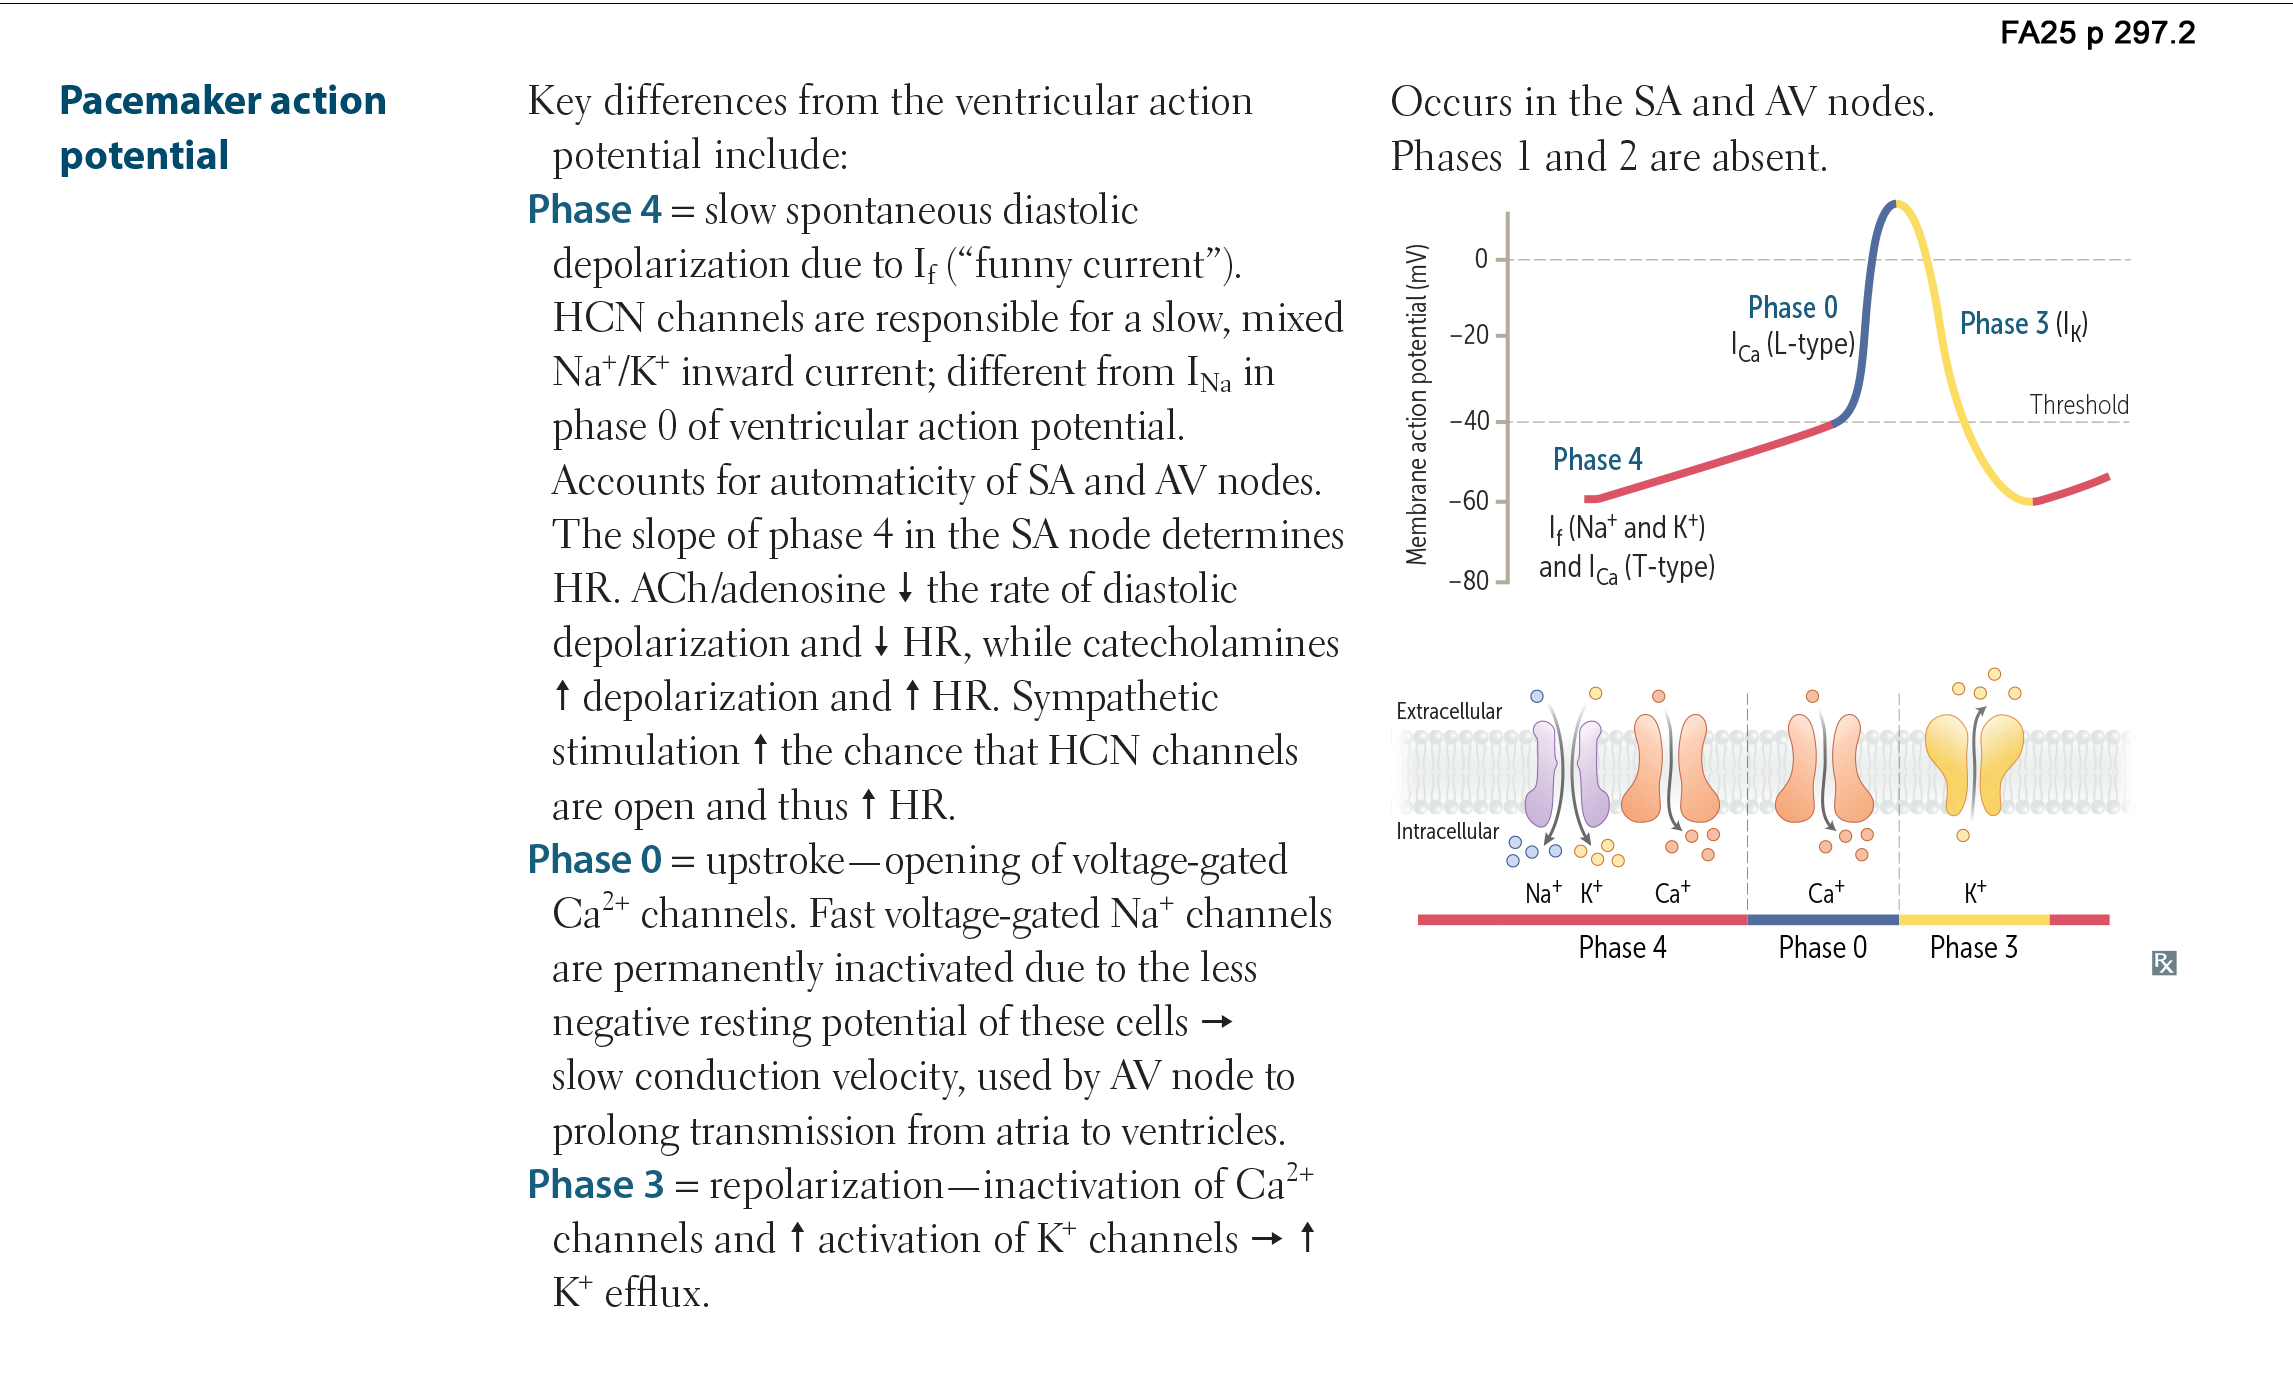 FA25 p 297.2
Pacemaker action
potential
Key differences from the ventricular action
potential include:
Phase 4 = slow spontaneous diastolic
depolarization due to If (“funny current”).
HCN channels are responsible for a slow, mixed
Na⁺/K⁺ inward current; different from INa in
phase 0 of ventricular action potential.
Accounts for automaticity of SA and AV nodes.
The slope of phase 4 in the SA node determines
HR. ACh/adenosine ↓ the rate of diastolic
depolarization and ↓ HR, while catecholamines
↑ depolarization and ↑ HR. Sympathetic
stimulation ↑ the chance that HCN channels
are open and thus ↑ HR.
Phase 0 = upstroke—opening of voltage-gated
Ca²⁺ channels. Fast voltage-gated Na⁺ channels
are permanently inactivated due to the less
negative resting potential of these cells →
slow conduction velocity, used by AV node to
prolong transmission from atria to ventricles.
Phase 3 = repolarization—inactivation of Ca²⁺
channels and ↑ activation of K⁺ channels → ↑
K⁺ efflux.
Occurs in the SA and AV nodes.
Phases 1 and 2 are absent.
Membrane action potential (mV)
0
–20
–40
–60
–80
Phase 0
ICa (L-type)
Phase 3 (IK)
Threshold
Phase 4
If (Na⁺ and K⁺)
and ICa (T-type)
Extracellular
Intracellular
Na⁺ K⁺ Ca⁺ Ca⁺ K⁺
Phase 4 Phase 0 Phase 3
Rx